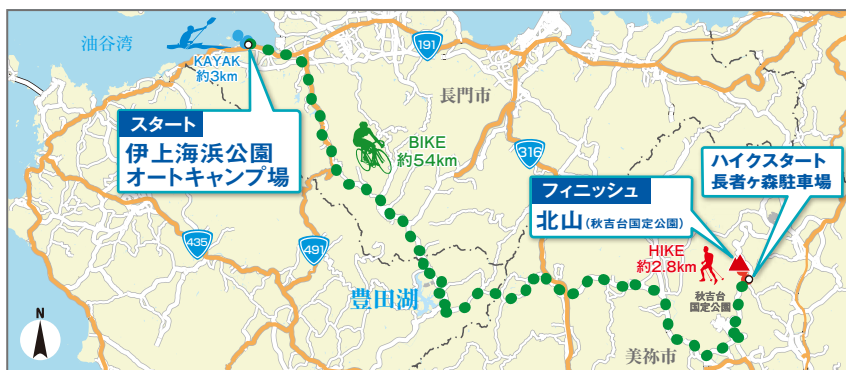 油谷湾
KAYAK
約3km
191
長門市
スタート
伊上海浜公園
オートキャンプ場
BIKE
約54km
316
ハイクスタート
長者ヶ森駐車場
フィニッシュ
北山(秋吉台国定公園)
435
491
HIKE
約2.8km
豊田湖
秋吉台
国定公園
N
美祢市